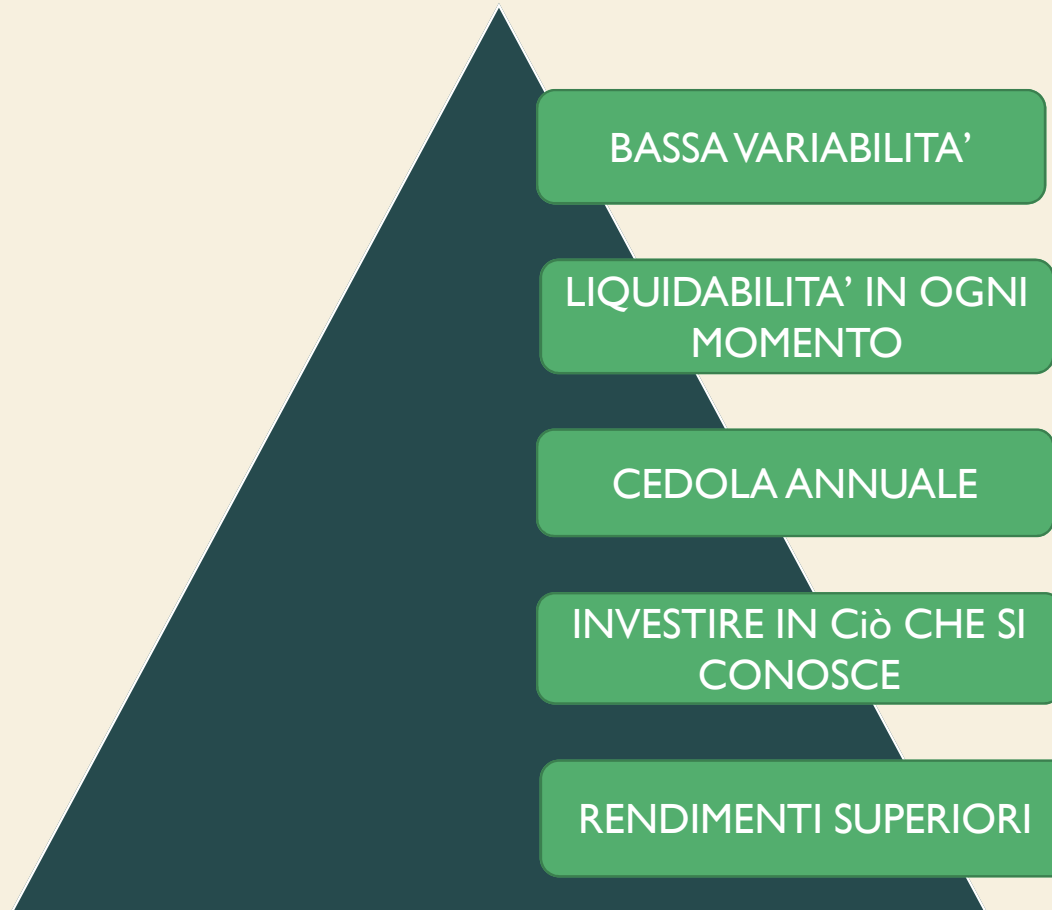 BASSA VARIABILITA’
LIQUIDABILITA’ IN OGNI
MOMENTO
CEDOLA ANNUALE
INVESTIRE IN Ciò CHE SI
CONOSCE
RENDIMENTI SUPERIORI